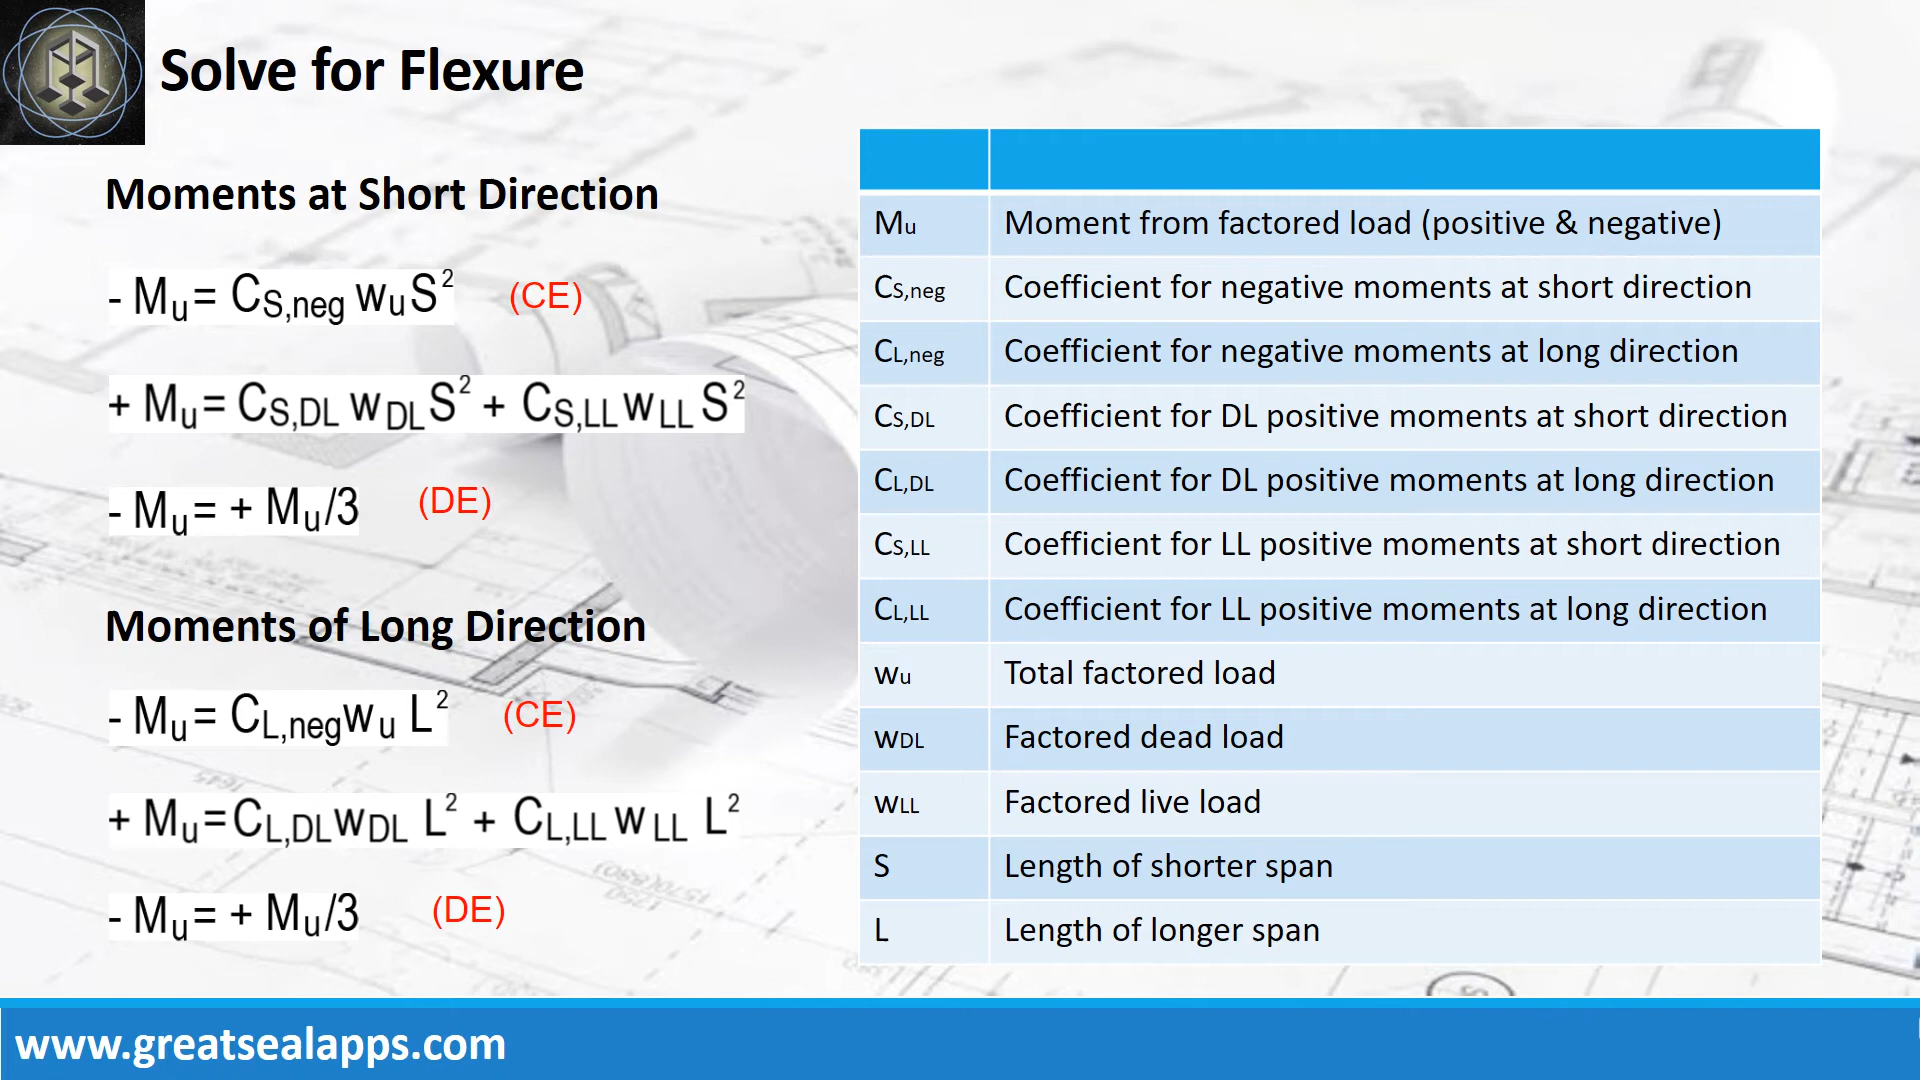 Solve for Flexure
Moments at Short Direction
- Mu = CS,neg wu S² (CE)
+ Mu = CS,DL wDL S² + CS,LL wLL S²
- Mu = + Mu/3 (DE)
Moments of Long Direction
- Mu = CL,neg wu L² (CE)
+ Mu = CL,DL wDL L² + CL,LL wLL L²
- Mu = + Mu/3 (DE)
Mu Moment from factored load (positive & negative)
CS,neg Coefficient for negative moments at short direction
CL,neg Coefficient for negative moments at long direction
CS,DL Coefficient for DL positive moments at short direction
CL,DL Coefficient for DL positive moments at long direction
CS,LL Coefficient for LL positive moments at short direction
CL,LL Coefficient for LL positive moments at long direction
wu Total factored load
wDL Factored dead load
wLL Factored live load
S Length of shorter span
L Length of longer span
www.greatsealapps.com